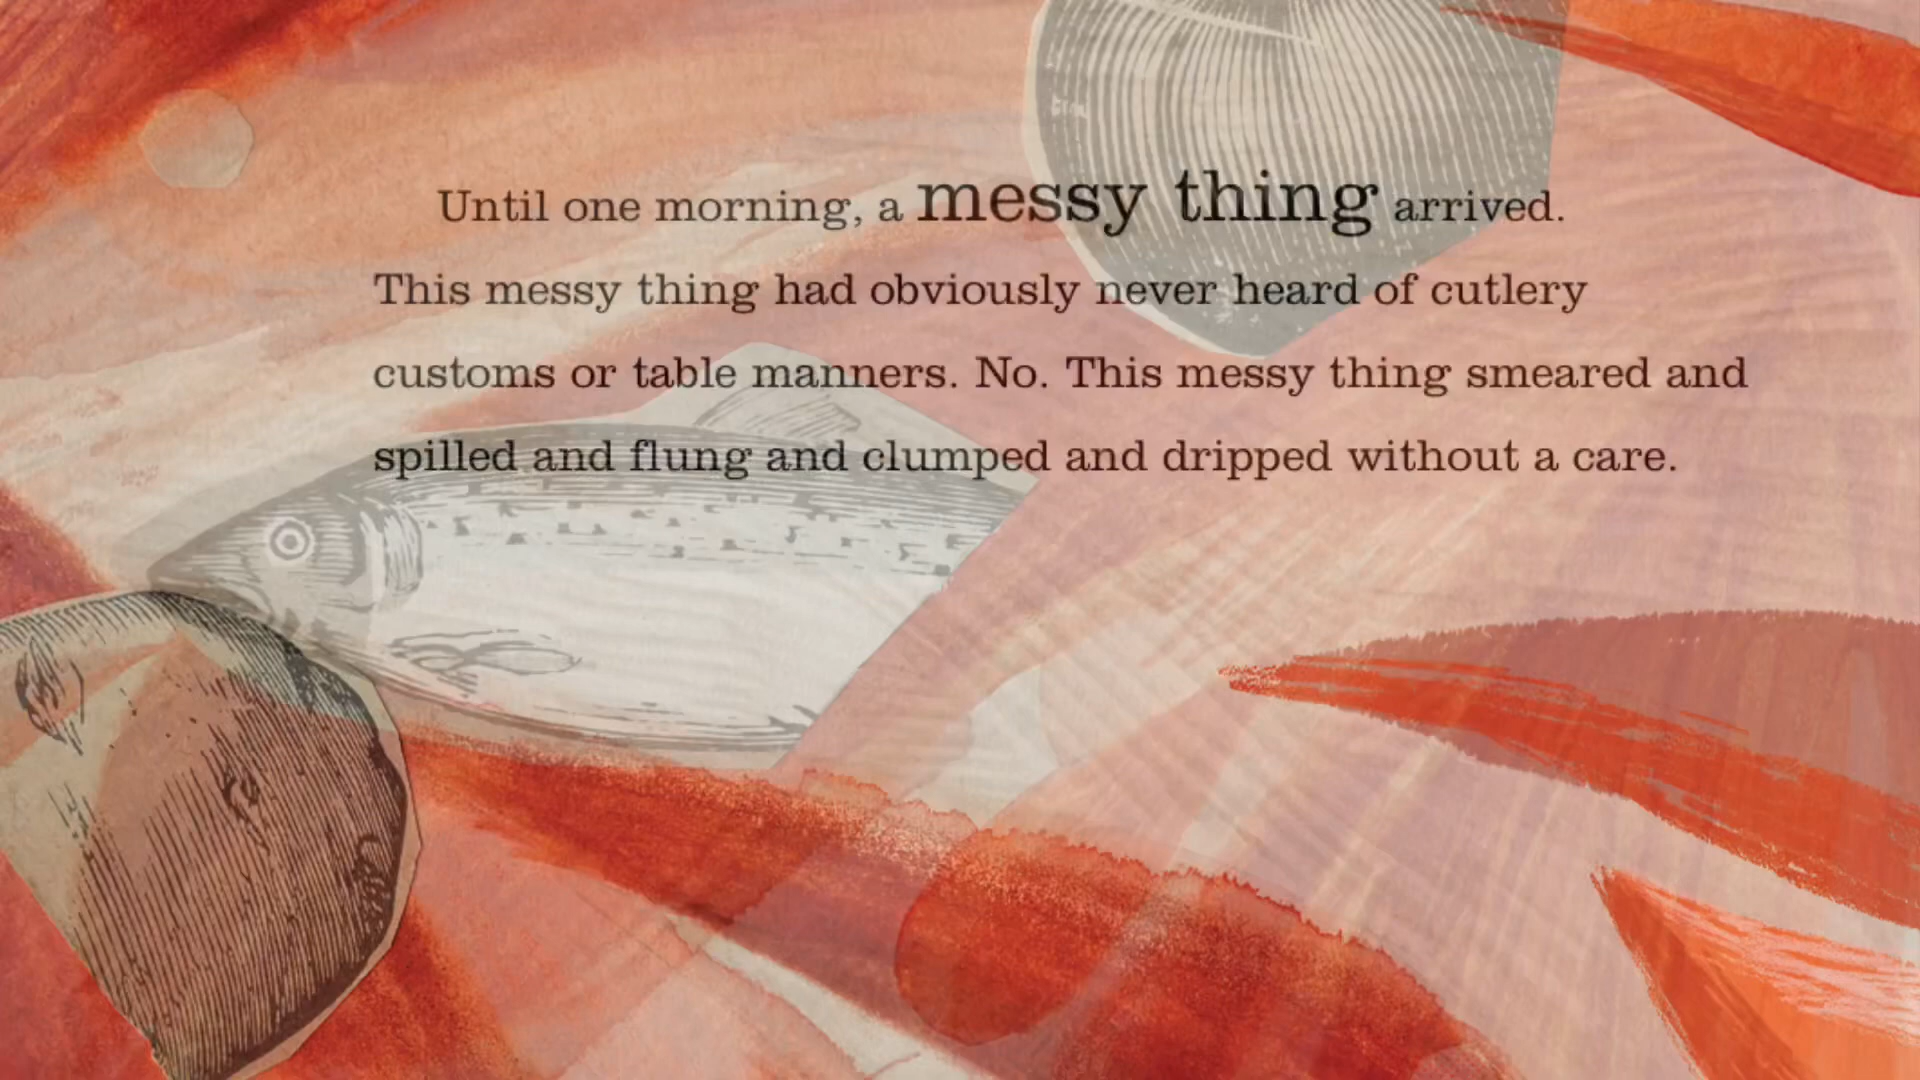 Until one morning, a messy thing arrived.
This messy thing had obviously never heard of cutlery
customs or table manners. No. This messy thing smeared and
spilled and flung and clumped and dripped without a care.